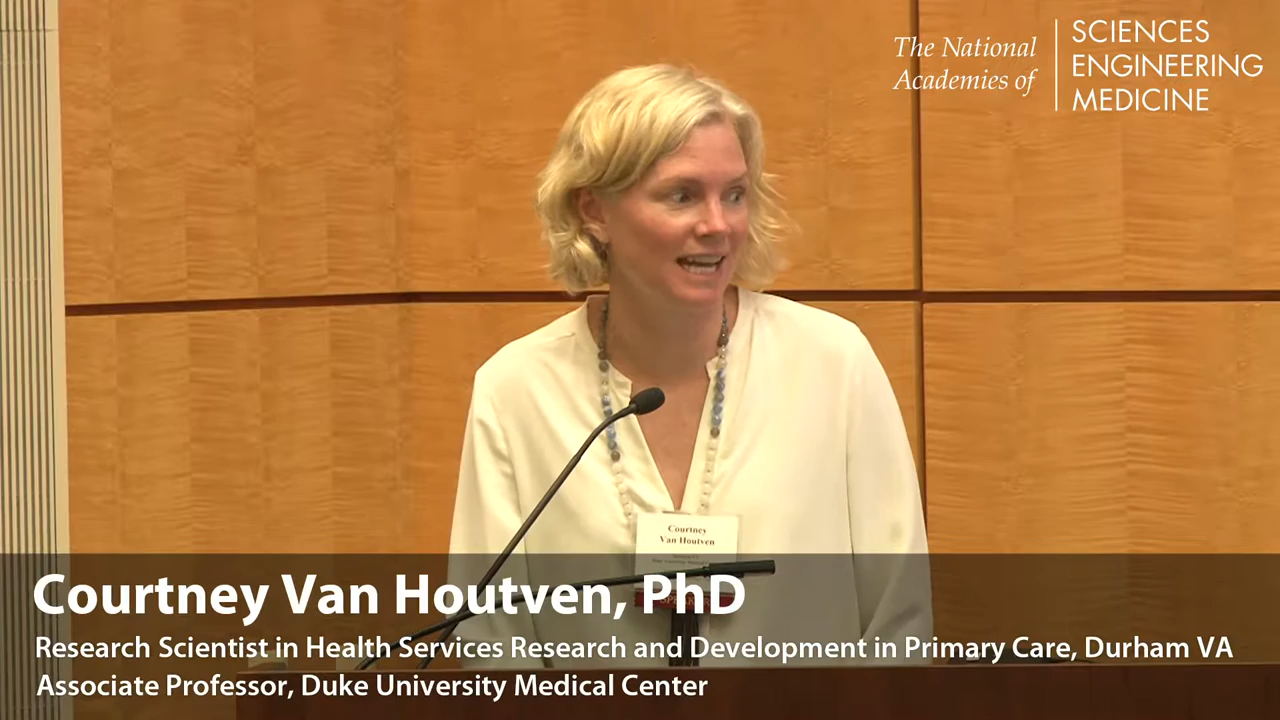 The National
Academies of
SCIENCES
ENGINEERING
MEDICINE
Courtney
Van Houtven
Courtney Van Houtven, PhD
Research Scientist in Health Services Research and Development in Primary Care, Durham VA
Associate Professor, Duke University Medical Center